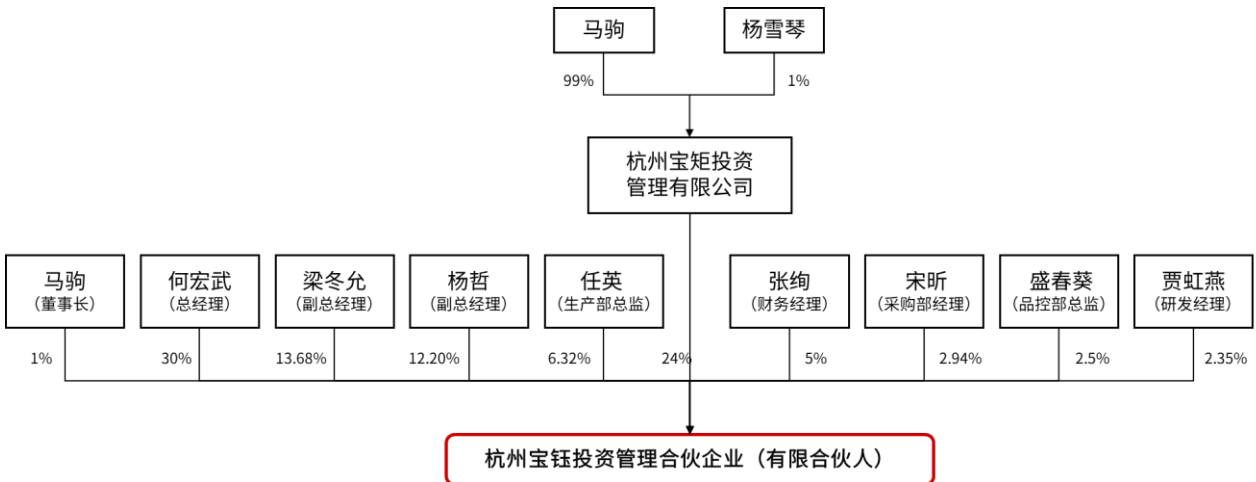 马驹
杨雪琴
99%
1%
杭州宝矩投资
管理有限公司
马驹
（董事长）
何宏武
（总经理）
梁冬允
（副总经理）
杨哲
（副总经理）
任英
（生产部总监）
张绚
（财务经理）
宋昕
（采购部经理）
盛春葵
（品控部总监）
贾虹燕
（研发经理）
1%
30%
13.68%
12.20%
6.32%
24%
5%
2.94%
2.5%
2.35%
杭州宝钰投资管理合伙企业（有限合伙人）